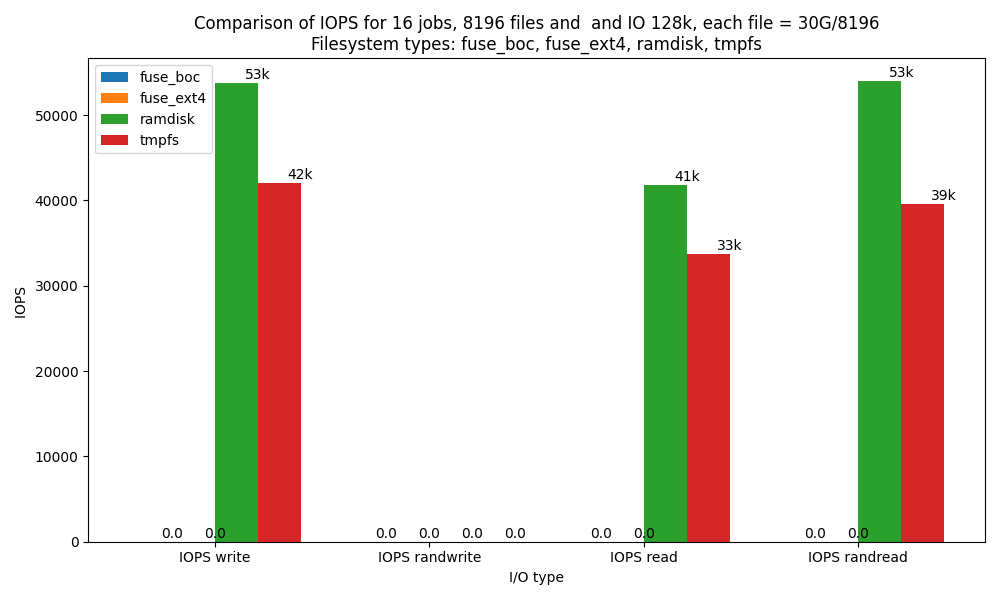 Comparison of IOPS for 16 jobs, 8196 files and  and IO 128k, each file = 30G/8196
Filesystem types: fuse_boc, fuse_ext4, ramdisk, tmpfs
fuse_boc
fuse_ext4
ramdisk
tmpfs
IOPS
50000
40000
30000
20000
10000
0
0.0
0.0
53k
42k
0.0
0.0
0.0
0.0
0.0
0.0
41k
33k
0.0
0.0
53k
39k
IOPS write
IOPS randwrite
IOPS read
IOPS randread
I/O type